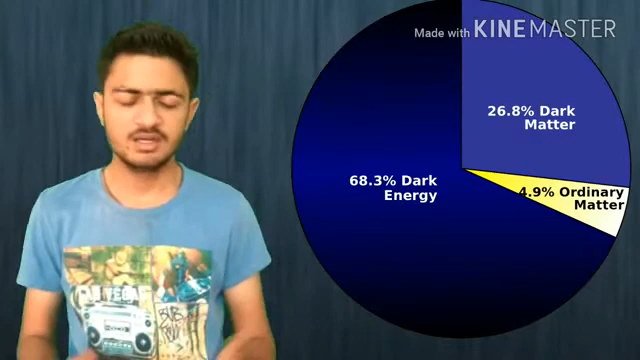 Made with KINEMASTER
26.8% Dark
Matter
68.3% Dark
Energy
4.9% Ordinary
Matter